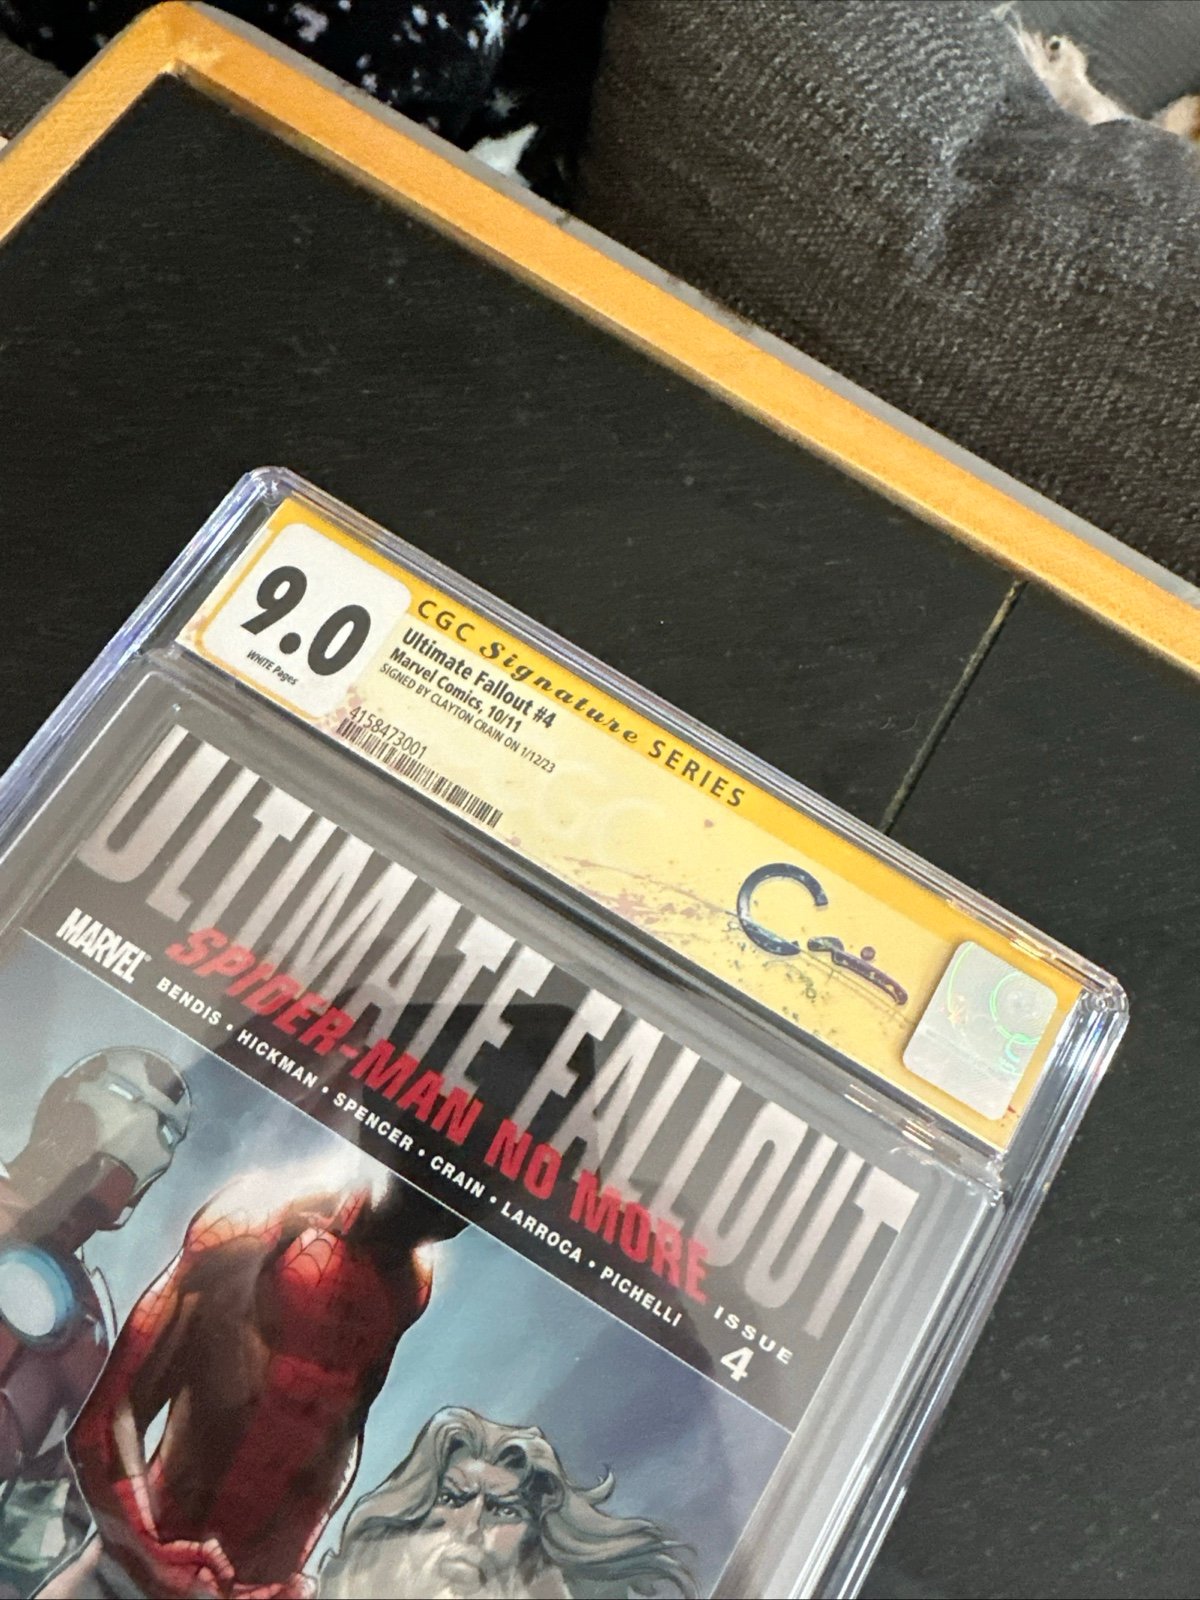 CGC Signature SERIES
9.0
WHITE Pages
Ultimate Fallout #4
Marvel Comics, 10/11
SIGNED BY CLAYTON CRAIN ON 1/12/23
4158473001
ULTIMATE FALLOUT
MARVEL
SPIDER-MAN NO MORE
BENDIS • HICKMAN • SPENCER • CRAIN • LARROCA • PICHELLI
ISSUE
4